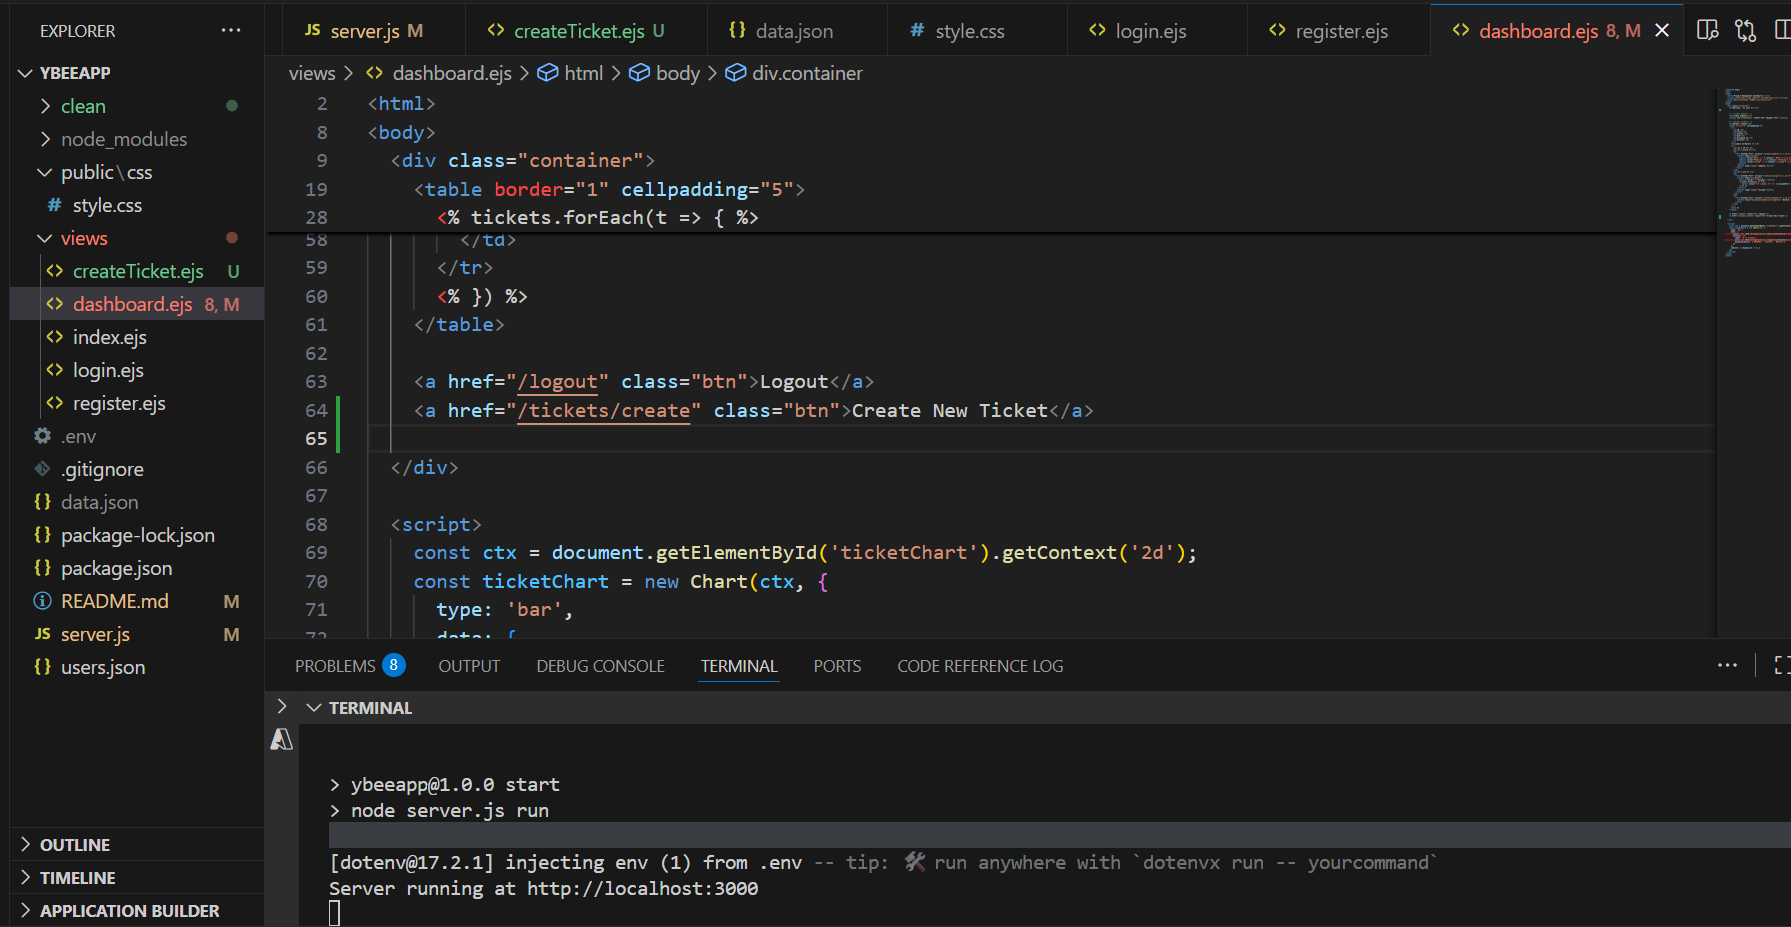 EXPLORER
YBEEAPP
clean
node_modules
public\css
# style.css
views
<> createTicket.ejs U
<> dashboard.ejs 8, M
<> index.ejs
<> login.ejs
<> register.ejs
.env
.gitignore
{} data.json
{} package-lock.json
{} package.json
README.md M
JS server.js M
{} users.json
OUTLINE
TIMELINE
APPLICATION BUILDER
JS server.js M
<> createTicket.ejs U
{} data.json
# style.css
<> login.ejs
<> register.ejs
<> dashboard.ejs 8, M
views > <> dashboard.ejs > html > body > div.container
2 <html>
8 <body>
9 <div class="container">
19 <table border="1" cellpadding="5">
28 <% tickets.forEach(t => { %>
58 </td>
59 </tr>
60 <% }) %>
61 </table>
62
63 <a href="/logout" class="btn">Logout</a>
64 <a href="/tickets/create" class="btn">Create New Ticket</a>
65
66 </div>
67
68 <script>
69 const ctx = document.getElementById('ticketChart').getContext('2d');
70 const ticketChart = new Chart(ctx, {
71 type: 'bar',
72 data: {
PROBLEMS 8 OUTPUT DEBUG CONSOLE TERMINAL PORTS CODE REFERENCE LOG
TERMINAL
> ybeeapp@1.0.0 start
> node server.js run
[dotenv@17.2.1] injecting env (1) from .env -- tip: 🛠️ run anywhere with `dotenvx run -- yourcommand`
Server running at http://localhost:3000